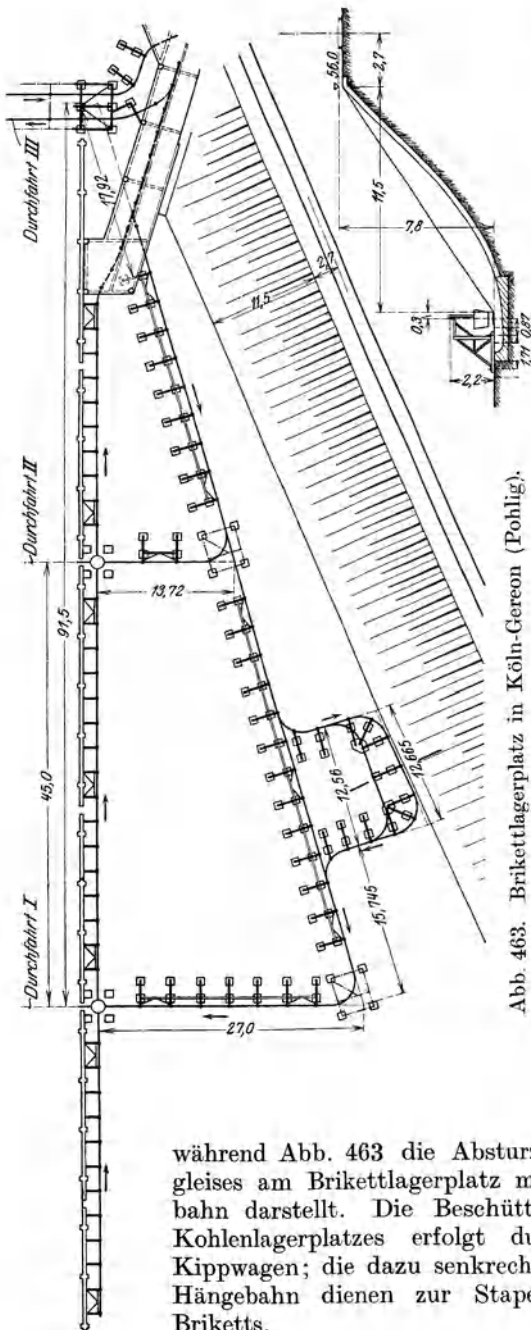 Durchfahrt III
Durchfahrt II
Durchfahrt I
91,5
45,0
17,92
13,72
27,0
12,56
12,665
15,745
11,5
2,7
56,0
2,7
11,5
7,8
0,3
2,2
0,87
Abb. 463. Brikettlagerplatz in Köln-Gereon (Pohlig).
während Abb. 463 die Absturz
gleises am Brikettlagerplatz m
bahn darstellt. Die Beschütt
Kohlenlagerplatzes erfolgt du
Kippwagen; die dazu senkrech
Hängebahn dienen zur Stape
Briketts.